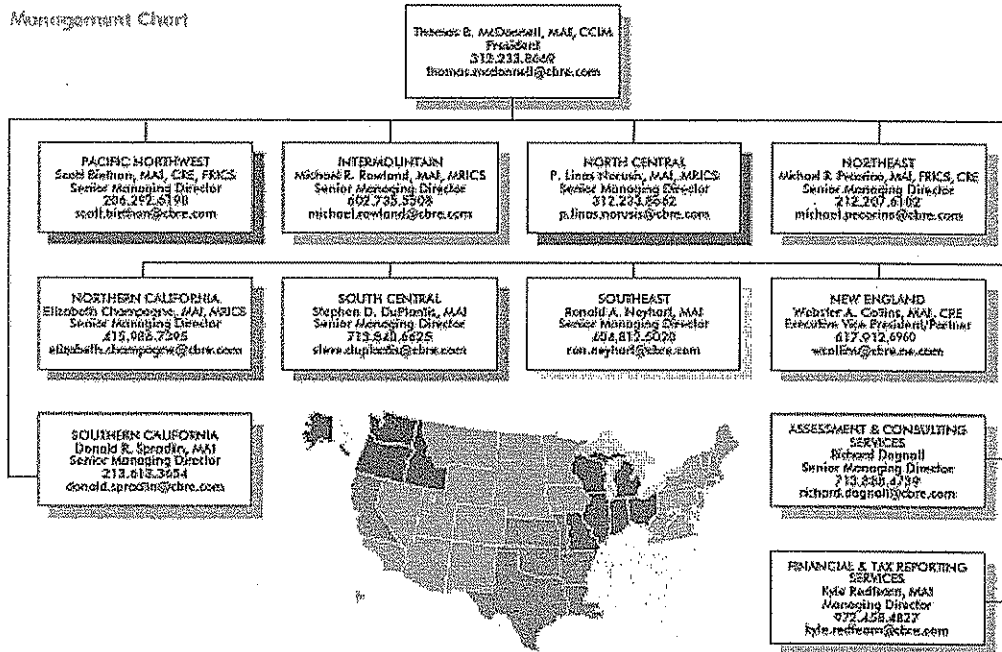 Management Chart
Thomas B. McDonnell, MAI, CCIM
President
312.233.8660
thomas.mcdonnell@cbre.com
PACIFIC NORTHWEST
Scott Biethan, MAI, CRE, FRICS
Senior Managing Director
206.292.6198
scott.biethan@cbre.com
INTERMOUNTAIN
Michael R. Rowland, MAI, MRICS
Senior Managing Director
602.735.5508
michael.rowland@cbre.com
NORTH CENTRAL
P. Linas Norusis, MAI, MRICS
Senior Managing Director
312.233.8662
p.linas.norusis@cbre.com
NORTHEAST
Michael Pecorino, MAI, FRICS, CRE
Senior Managing Director
212.207.6102
michael.pecorino@cbre.com
NORTHERN CALIFORNIA
Elizabeth Champagne, MAI, MRICS
Senior Managing Director
415.986.7395
elizabeth.champagne@cbre.com
SOUTH CENTRAL
Stephen D. DuPlantis, MAI
Senior Managing Director
713.840.6625
steve.duplantis@cbre.com
SOUTHEAST
Ronald A. Neyhart, MAI
Senior Managing Director
404.812.5020
ron.neyhart@cbre.com
NEW ENGLAND
Webster A. Collins, MAI, CRE
Executive Vice President/Partner
617.912.6960
wcollins@cbre.ne.com
SOUTHERN CALIFORNIA
Donald R. Spradlin, MAI
Senior Managing Director
213.613.3654
donald.spradlin@cbre.com
ASSESSMENT & CONSULTING
SERVICES
Richard Dagnall
Senior Managing Director
713.888.4739
richard.dagnall@cbre.com
FINANCIAL & TAX REPORTING
SERVICES
Kyle Redfearn, MAI
Managing Director
972.458.4827
kyle.redfearn@cbre.com